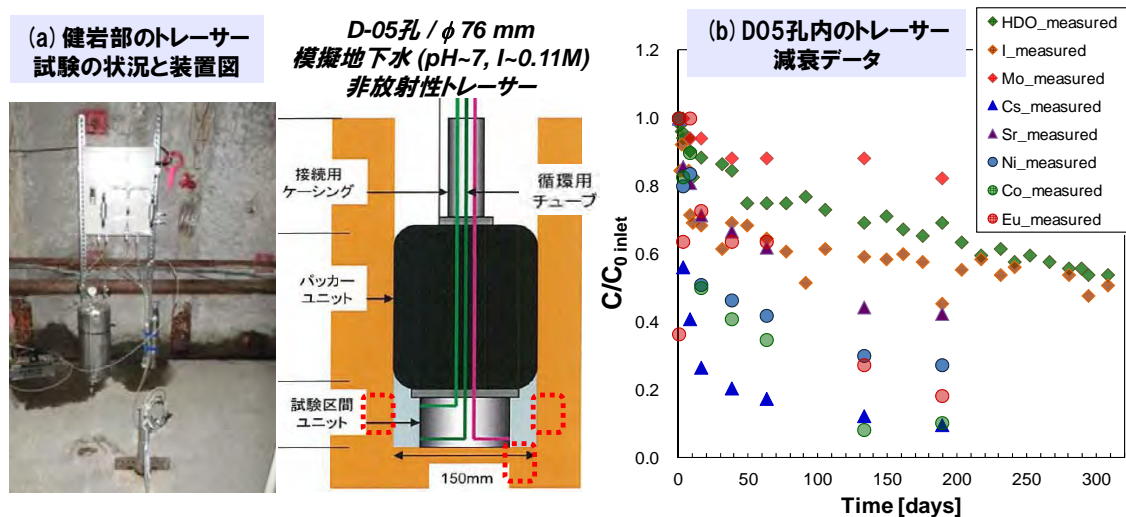 (a) 健岩部のトレーサー
試験の状況と装置図
D-05孔 / φ 76 mm
模擬地下水 (pH~7, I~0.11M)
非放射性トレーサー
接続用
ケーシング
循環用
チューブ
パッカー
ユニット
試験区間
ユニット
150mm
(b) D05孔内のトレーサー
減衰データ
HDO_measured
I_measured
Mo_measured
Cs_measured
Sr_measured
Ni_measured
Co_measured
Eu_measured
C/C0 inlet
1.2
1.0
0.8
0.6
0.4
0.2
0.0
0 50 100 150 200 250 300
Time [days]